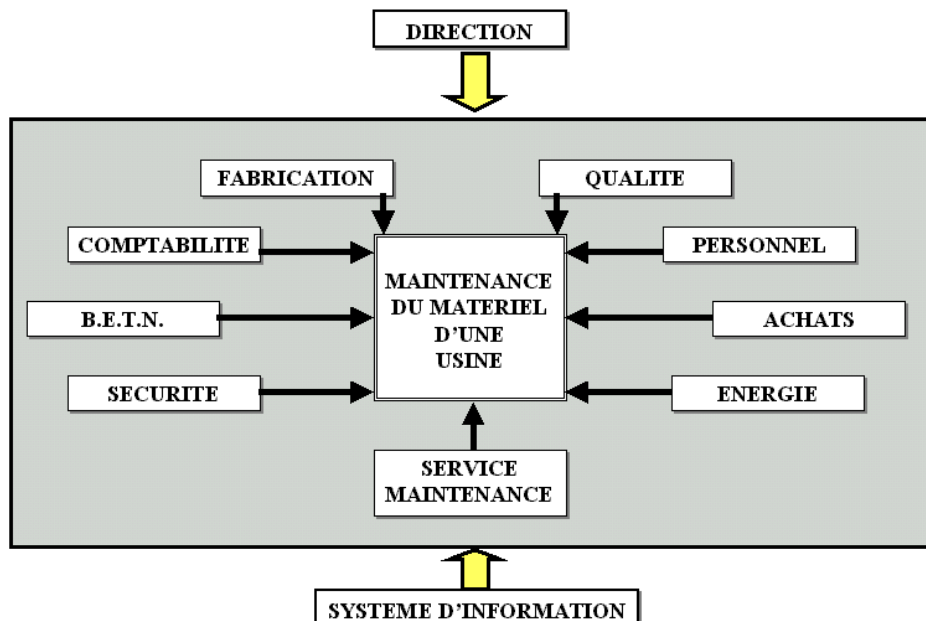 DIRECTION
FABRICATION
QUALITE
COMPTABILITE
PERSONNEL
MAINTENANCE
DU MATERIEL
D’UNE
USINE
B.E.T.N.
ACHATS
SECURITE
ENERGIE
SERVICE
MAINTENANCE
SYSTEME D’INFORMATION